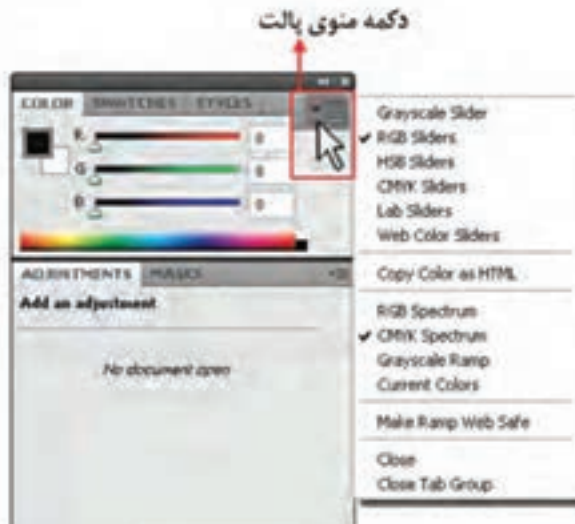 دکمه منوی پالت
COLOR SWATCHES STYLES
R 0
G 0
B 0
ADJUSTMENTS MASKS
Add an adjustment
No document open
Grayscale Slider
✔ RGB Sliders
HSB Sliders
CMYK Sliders
Lab Sliders
Web Color Sliders
Copy Color as HTML
RGB Spectrum
✔ CMYK Spectrum
Grayscale Ramp
Current Colors
Make Ramp Web Safe
Close
Close Tab Group